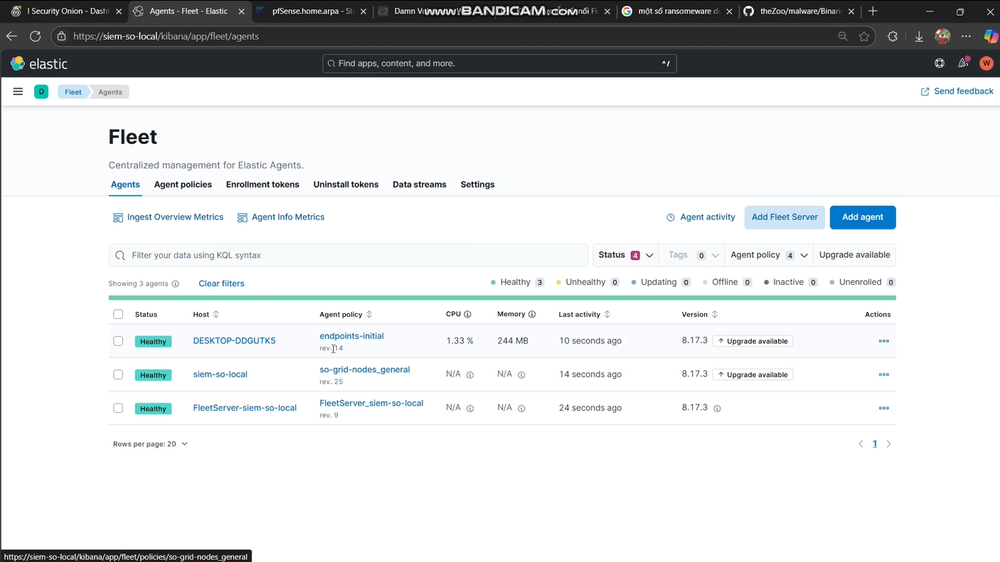 ! Security Onion - Dashl
Agents - Fleet - Elastic
pfSense.home.arpa - Sta
Damn Vu
www.BANDICAM.com
nối Fl
một số ransomeware d
theZoo/malware/Binari
https://siem-so-local/kibana/app/fleet/agents
elastic
Find apps, content, and more.
^/
W
D
Fleet
Agents
Send feedback
Fleet
Centralized management for Elastic Agents.
Agents
Agent policies
Enrollment tokens
Uninstall tokens
Data streams
Settings
Ingest Overview Metrics
Agent Info Metrics
Agent activity
Add Fleet Server
Add agent
Filter your data using KQL syntax
Status 4
Tags 0
Agent policy 4
Upgrade available
Showing 3 agents
Clear filters
Healthy 3
Unhealthy 0
Updating 0
Offline 0
Inactive 0
Unenrolled 0
Status Host Agent policy CPU Memory Last activity Version Actions
Healthy DESKTOP-DDGUTK5 endpoints-initial 1.33 % 244 MB 10 seconds ago 8.17.3 Upgrade available
rev. 14
Healthy siem-so-local so-grid-nodes_general N/A N/A 14 seconds ago 8.17.3 Upgrade available
rev. 25
Healthy FleetServer-siem-so-local FleetServer_siem-so-local N/A N/A 24 seconds ago 8.17.3
rev. 9
Rows per page: 20
1
https://siem-so-local/kibana/app/fleet/policies/so-grid-nodes_general